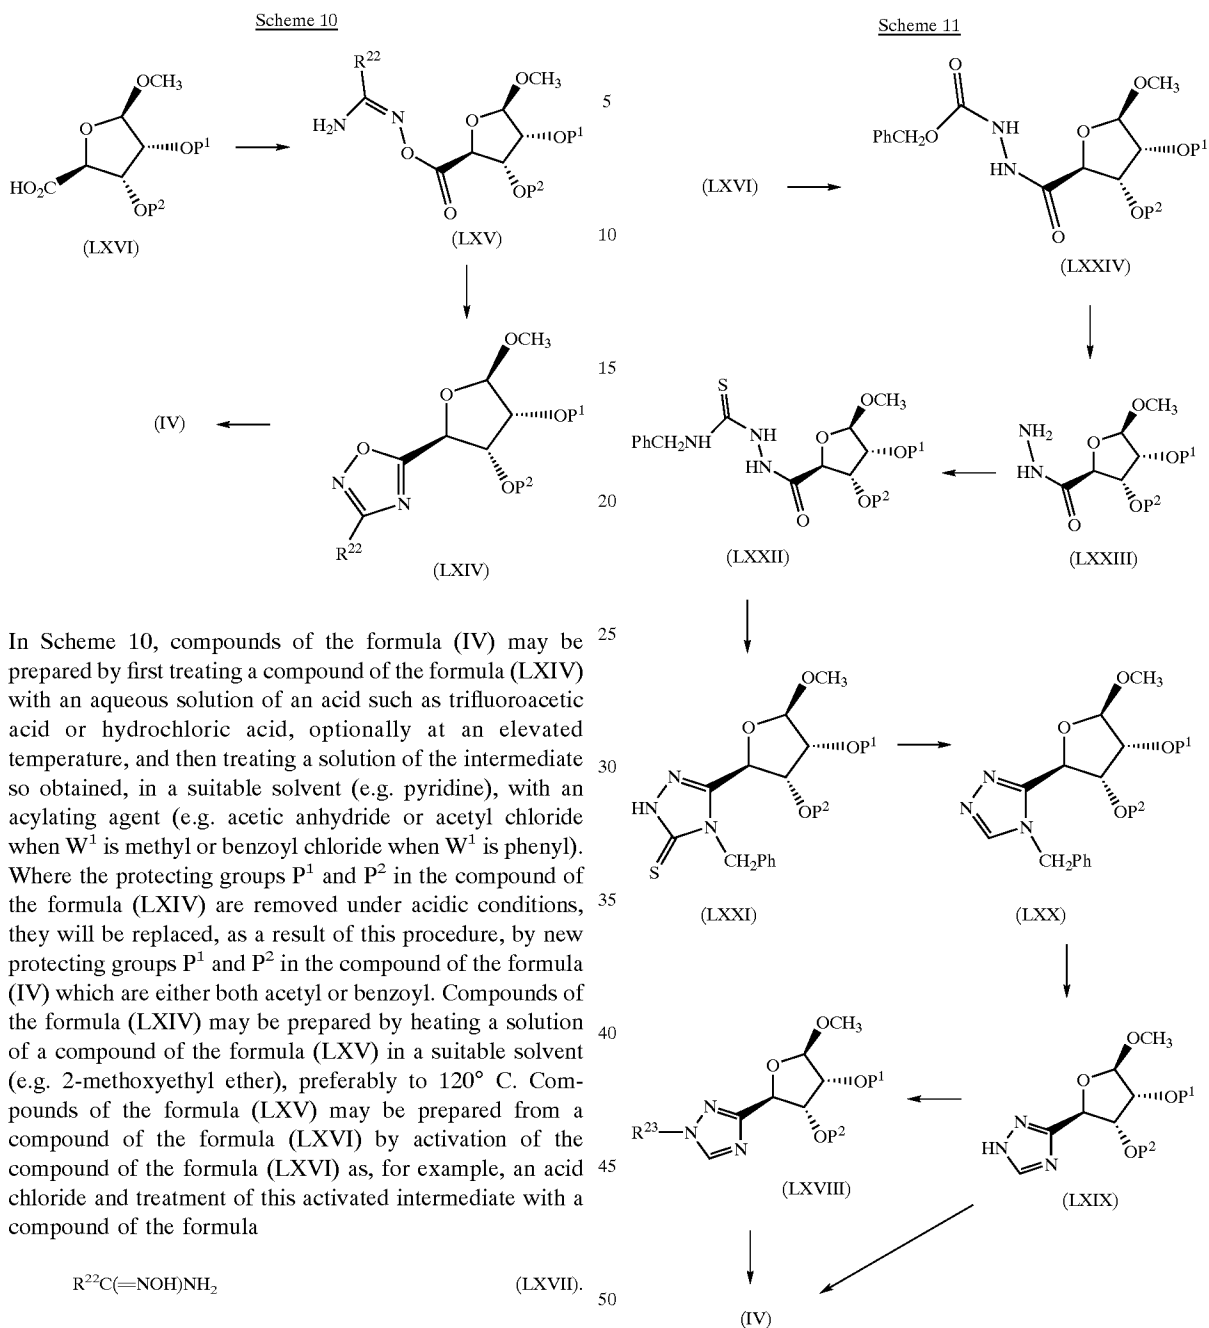 Scheme 10
OCH3
O
OP1
HO2C
OP2
(LXVI)
R22
H2N
N
O
O
OCH3
O
OP1
OP2
(LXV)
OCH3
O
OP1
OP2
O
N
N
R22
(LXIV)
(IV)
In Scheme 10, compounds of the formula (IV) may be
prepared by first treating a compound of the formula (LXIV)
with an aqueous solution of an acid such as trifluoroacetic
acid or hydrochloric acid, optionally at an elevated
temperature, and then treating a solution of the intermediate
so obtained, in a suitable solvent (e.g. pyridine), with an
acylating agent (e.g. acetic anhydride or acetyl chloride
when W1 is methyl or benzoyl chloride when W1 is phenyl).
Where the protecting groups P1 and P2 in the compound of
the formula (LXIV) are removed under acidic conditions,
they will be replaced, as a result of this procedure, by new
protecting groups P1 and P2 in the compound of the formula
(IV) which are either both acetyl or benzoyl. Compounds of
the formula (LXIV) may be prepared by heating a solution
of a compound of the formula (LXV) in a suitable solvent
(e.g. 2-methoxyethyl ether), preferably to 120° C. Com-
pounds of the formula (LXV) may be prepared from a
compound of the formula (LXVI) by activation of the
compound of the formula (LXVI) as, for example, an acid
chloride and treatment of this activated intermediate with a
compound of the formula
R22C(=NOH)NH2 (LXVII).
5
10
15
20
25
30
35
40
45
50
Scheme 11
(LXVI)
O
PhCH2O
NH
HN
O
O
OCH3
OP1
OP2
(LXXIV)
S
PhCH2NH
NH
HN
O
O
OCH3
OP1
OP2
(LXXII)
NH2
HN
O
O
OCH3
OP1
OP2
(LXXIII)
OCH3
O
OP1
OP2
N
HN
N
S
CH2Ph
(LXXI)
OCH3
O
OP1
OP2
N
N
N
CH2Ph
(LXX)
OCH3
O
OP1
OP2
N
R23
N
N
(LXVIII)
OCH3
O
OP1
OP2
N
HN
N
(LXIX)
(IV)